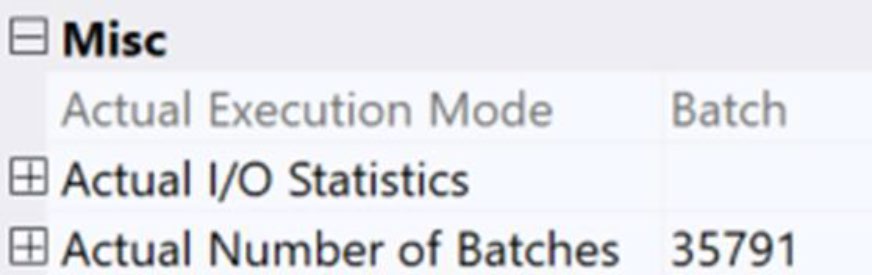 Misc
Actual Execution Mode Batch
Actual I/O Statistics
Actual Number of Batches 35791